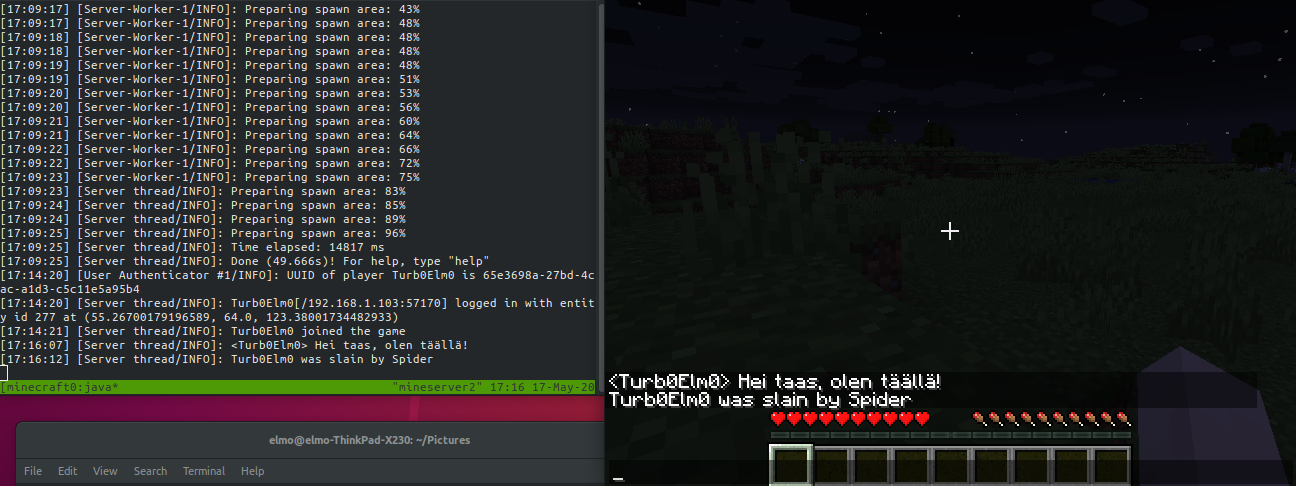 [17:09:17] [Server-Worker-1/INFO]: Preparing spawn area: 43%
[17:09:17] [Server-Worker-1/INFO]: Preparing spawn area: 48%
[17:09:18] [Server-Worker-1/INFO]: Preparing spawn area: 48%
[17:09:18] [Server-Worker-1/INFO]: Preparing spawn area: 48%
[17:09:19] [Server-Worker-1/INFO]: Preparing spawn area: 48%
[17:09:19] [Server-Worker-1/INFO]: Preparing spawn area: 51%
[17:09:20] [Server-Worker-1/INFO]: Preparing spawn area: 53%
[17:09:20] [Server-Worker-1/INFO]: Preparing spawn area: 56%
[17:09:21] [Server-Worker-1/INFO]: Preparing spawn area: 60%
[17:09:21] [Server-Worker-1/INFO]: Preparing spawn area: 64%
[17:09:22] [Server-Worker-1/INFO]: Preparing spawn area: 66%
[17:09:22] [Server-Worker-1/INFO]: Preparing spawn area: 72%
[17:09:23] [Server-Worker-1/INFO]: Preparing spawn area: 75%
[17:09:23] [Server thread/INFO]: Preparing spawn area: 83%
[17:09:24] [Server thread/INFO]: Preparing spawn area: 85%
[17:09:24] [Server thread/INFO]: Preparing spawn area: 89%
[17:09:25] [Server thread/INFO]: Preparing spawn area: 96%
[17:09:25] [Server thread/INFO]: Time elapsed: 14817 ms
[17:09:25] [Server thread/INFO]: Done (49.666s)! For help, type "help"
[17:14:20] [User Authenticator #1/INFO]: UUID of player Turb0Elm0 is 65e3698a-27bd-4c
ac-a1d3-c5c11e5a95b4
[17:14:20] [Server thread/INFO]: Turb0Elm0[/192.168.1.103:57170] logged in with entit
y id 277 at (55.26700179196589, 64.0, 123.38001734482933)
[17:14:21] [Server thread/INFO]: Turb0Elm0 joined the game
[17:16:07] [Server thread/INFO]: <Turb0Elm0> Hei taas, olen täällä!
[17:16:12] [Server thread/INFO]: Turb0Elm0 was slain by Spider
[minecraft0:java* "mineserver2" 17:16 17-May-20
elmo@elmo-ThinkPad-X230: ~/Pictures
File Edit View Search Terminal Help
<Turb0Elm0> Hei taas, olen täällä!
Turb0Elm0 was slain by Spider
_